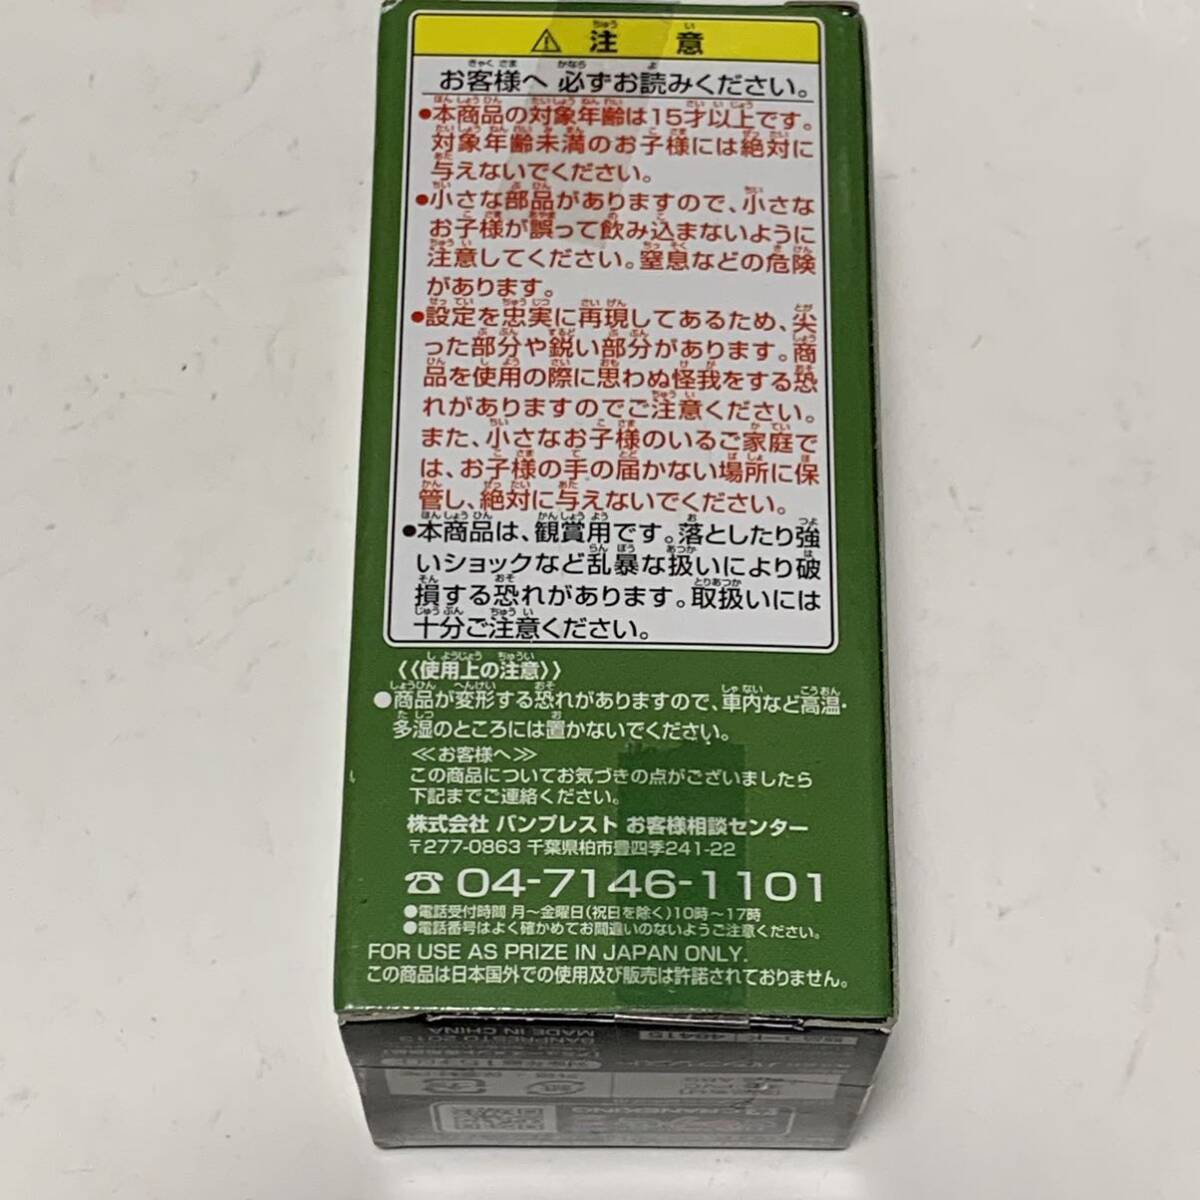 ⚠ 注意
お客様へ 必ずお読みください。
●本商品の対象年齢は15才以上です。
対象年齢未満のお子様には絶対に
与えないでください。
●小さな部品がありますので、小さな
お子様が誤って飲み込まないように
注意してください。窒息などの危険
があります。
●設定を忠実に再現してあるため、尖
った部分や鋭い部分があります。商
品を使用の際に思わぬ怪我をする恐
れがありますのでご注意ください。
また、小さなお子様のいるご家庭で
は、お子様の手の届かない場所に保
管し、絶対に与えないでください。
●本商品は、観賞用です。落としたり強
いショックなど乱暴な扱いにより破
損する恐れがあります。取扱いには
十分ご注意ください。
《使用上の注意》
●商品が変形する恐れがありますので、車内など高温・
多湿のところには置かないでください。
≪お客様へ≫
この商品についてお気づきの点がございましたら
下記までご連絡ください。
株式会社 バンプレスト お客様相談センター
〒277-0863 千葉県柏市豊四季241-22
☎ 04-7146-1101
●電話受付時間 月〜金曜日(祝日を除く)10時〜17時
●電話番号はよく確かめてお間違いのないようご注意ください。
FOR USE AS PRIZE IN JAPAN ONLY.
この商品は日本国外での使用及び販売は許諾されておりません。
BANPRESTO 2015
MADE IN CHINA
商品コード 49415